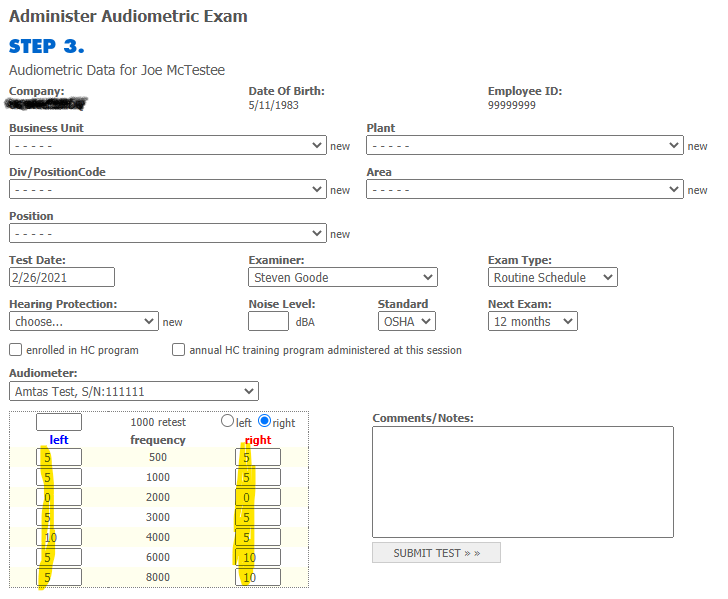 Administer Audiometric Exam
STEP 3.
Audiometric Data for Joe McTestee
Company: Date Of Birth: Employee ID:
5/11/1983 99999999
Business Unit Plant
- - - - - new - - - - - new
Div/PositionCode Area
- - - - - new - - - - - new
Position
- - - - - new
Test Date: Examiner: Exam Type:
2/26/2021 Steven Goode Routine Schedule
Hearing Protection: Noise Level: Standard Next Exam:
choose... new dBA OSHA 12 months
enrolled in HC program annual HC training program administered at this session
Audiometer:
Amtas Test, S/N:111111
1000 retest left right Comments/Notes:
left frequency right
5 500 5
5 1000 5
0 2000 0
5 3000 5
10 4000 5
5 6000 10 SUBMIT TEST » »
5 8000 10